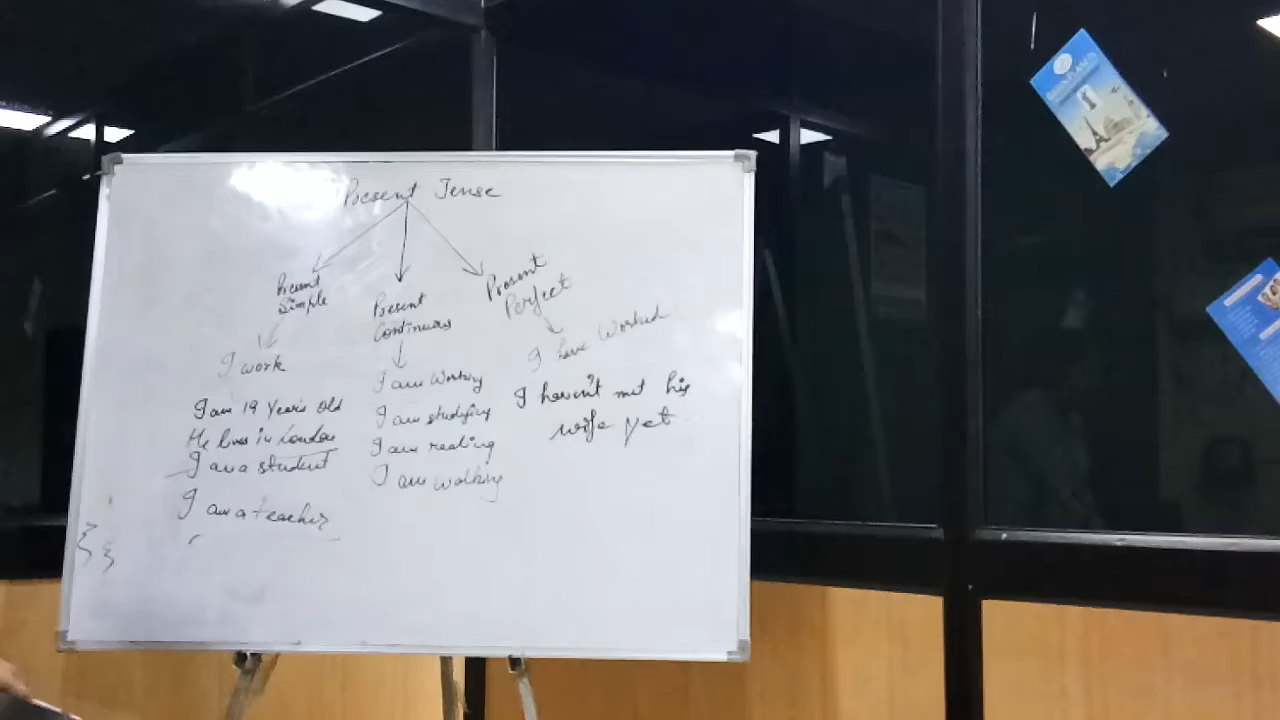 Present Tense
Present
Simple
Present
Continuous
Present
Perfect
I work
I am 19 Years old
He lives in London
I am a student
I am a teacher
I am working
I am studying
I am reading
I am walking
I have worked
I haven't met his
wife yet